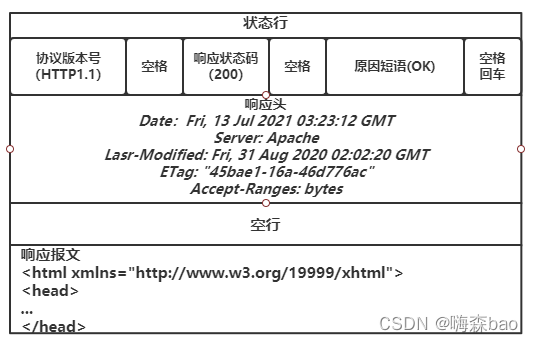 状态行
协议版本号
(HTTP1.1)
空格
响应状态码
(200)
空格
原因短语(OK)
空格
回车
响应头
Date: Fri, 13 Jul 2021 03:23:12 GMT
Server: Apache
Lasr-Modified: Fri, 31 Aug 2020 02:02:20 GMT
ETag: "45bae1-16a-46d776ac"
Accept-Ranges: bytes
空行
响应报文
<html xmlns="http://www.w3.org/19999/xhtml">
<head>
...
</head>
CSDN @嗨森bao